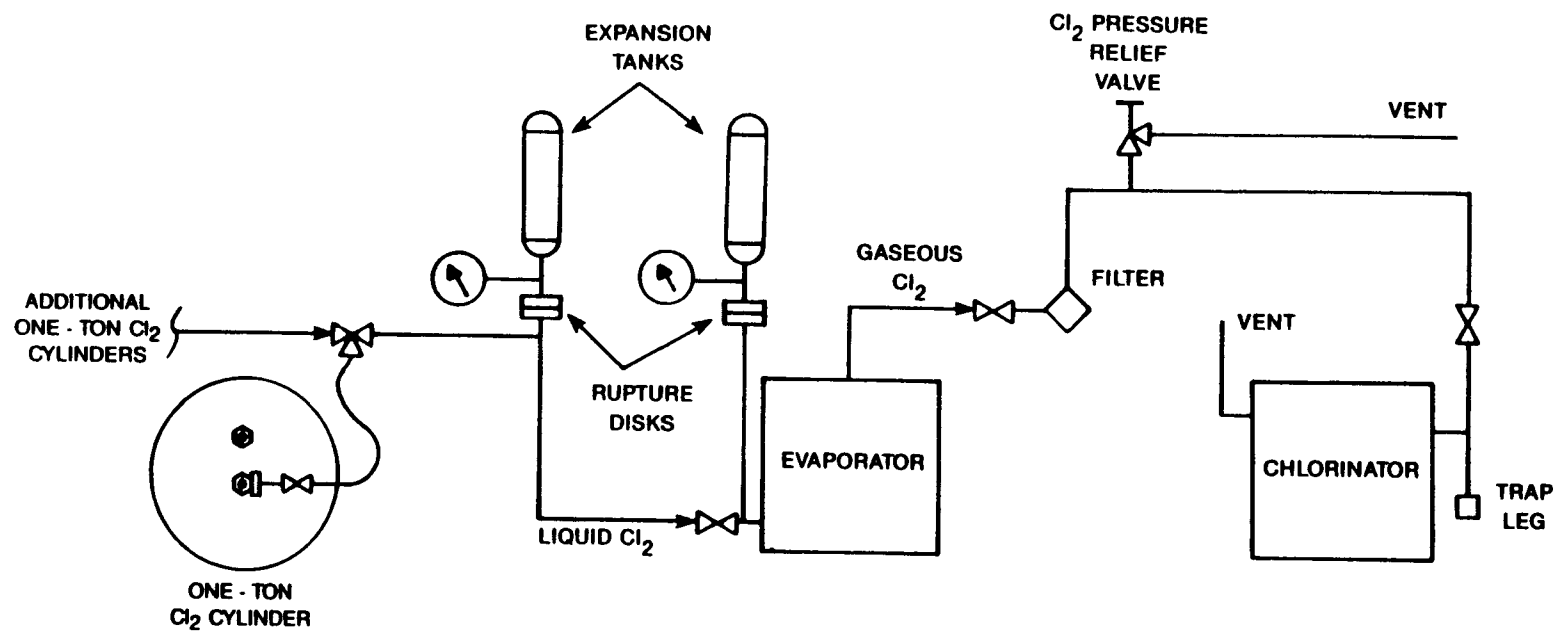 EXPANSION
TANKS
Cl2 PRESSURE
RELIEF
VALVE
VENT
GASEOUS
Cl2
FILTER
ADDITIONAL
ONE - TON Cl2
CYLINDERS
VENT
RUPTURE
DISKS
EVAPORATOR
CHLORINATOR
TRAP
LEG
LIQUID Cl2
ONE - TON
Cl2 CYLINDER